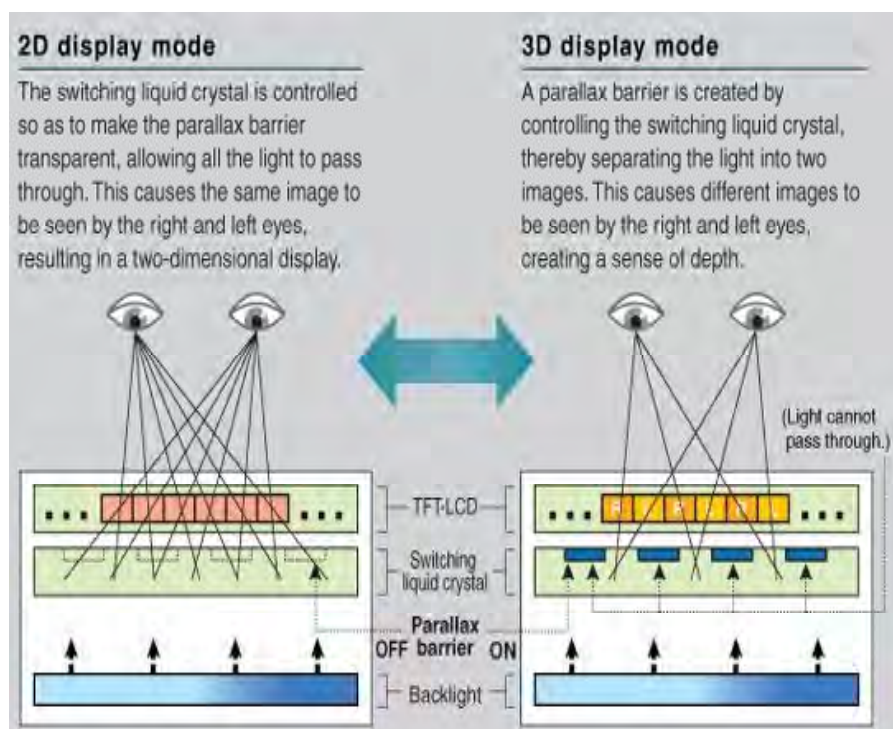 2D display mode
The switching liquid crystal is controlled
so as to make the parallax barrier
transparent, allowing all the light to pass
through. This causes the same image to
be seen by the right and left eyes,
resulting in a two-dimensional display.
3D display mode
A parallax barrier is created by
controlling the switching liquid crystal,
thereby separating the light into two
images. This causes different images to
be seen by the right and left eyes,
creating a sense of depth.
(Light cannot
pass through.)
TFT-LCD
Switching
liquid crystal
Parallax
OFF barrier ON
Backlight